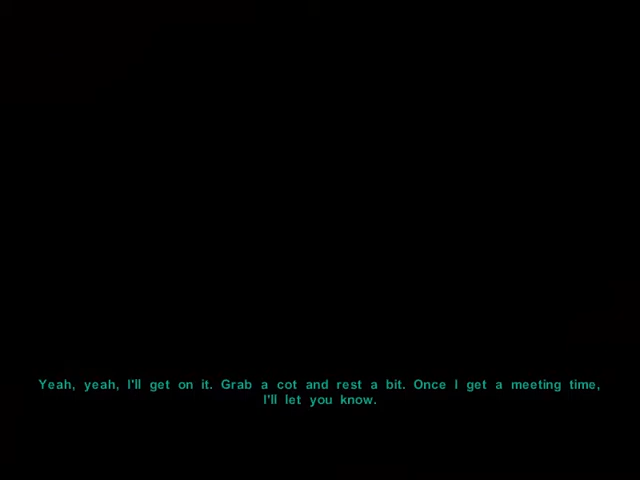 Yeah, yeah, I'll get on it. Grab a cot and rest a bit. Once I get a meeting time,
I'll let you know.